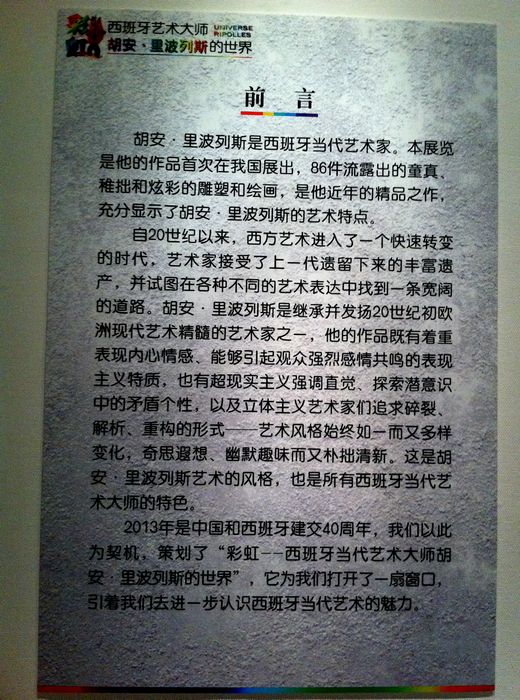 西班牙艺术大师 UNIVERSE
RIPOLLES
胡安·里波列斯的世界
前言
胡安·里波列斯是西班牙当代艺术家。本展览
是他的作品首次在我国展出，86件流露出的童真、
稚拙和炫彩的雕塑和绘画，是他近年的精品之作，
充分显示了胡安·里波列斯的艺术特点。
自20世纪以来，西方艺术进入了一个快速转变
的时代，艺术家接受了上一代遗留下来的丰富遗
产，并试图在各种不同的艺术表达中找到一条宽阔
的道路。胡安·里波列斯是继承并发扬20世纪初欧
洲现代艺术精髓的艺术家之一，他的作品既有着重
表现内心情感、能够引起观众强烈感情共鸣的表现
主义特质，也有超现实主义强调直觉、探索潜意识
中的矛盾个性，以及立体主义艺术家们追求碎裂、
解析、重构的形式——艺术风格始终如一而又多样
变化，奇思遐想、幽默趣味而又朴拙清新。这是胡
安·里波列斯艺术的风格，也是所有西班牙当代艺
术大师的特色。
2013年是中国和西班牙建交40周年，我们以此
为契机，策划了“彩虹--西班牙当代艺术大师胡
安·里波列斯的世界”，它为我们打开了一扇窗口，
引着我们去进一步认识西班牙当代艺术的魅力。